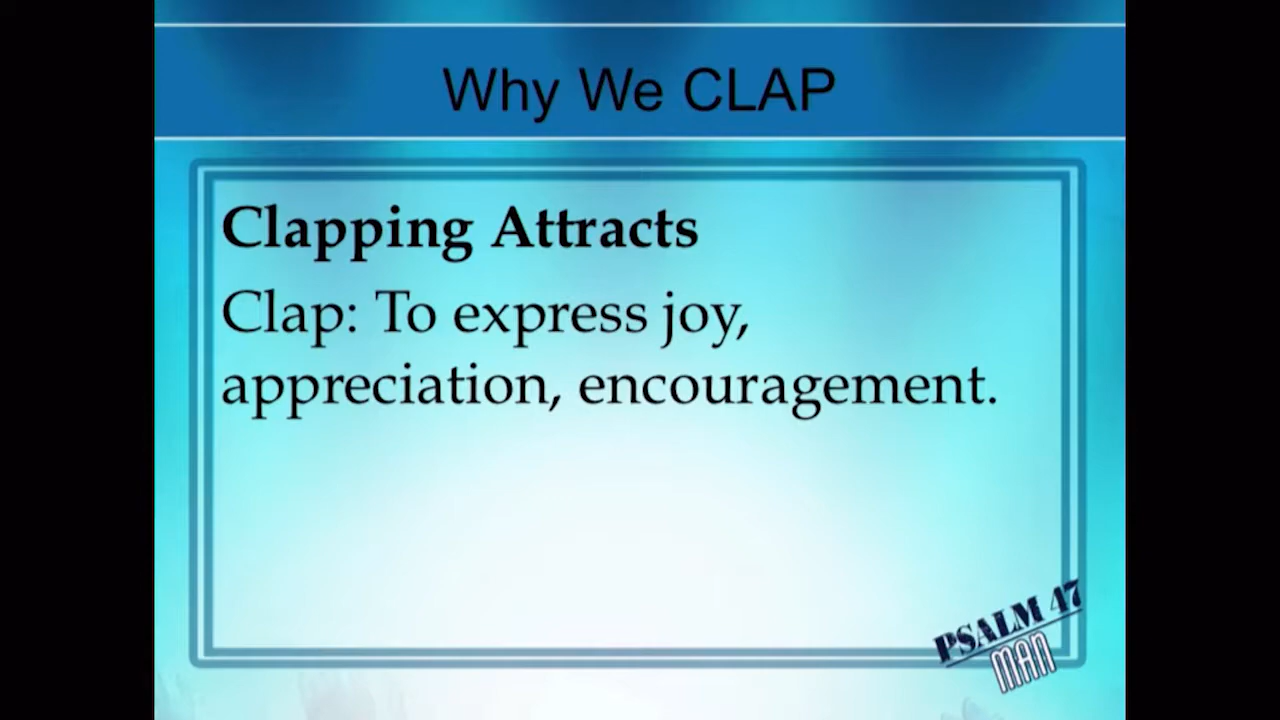 Why We CLAP
Clapping Attracts
Clap: To express joy,
appreciation, encouragement.
PSALM 47
MAN